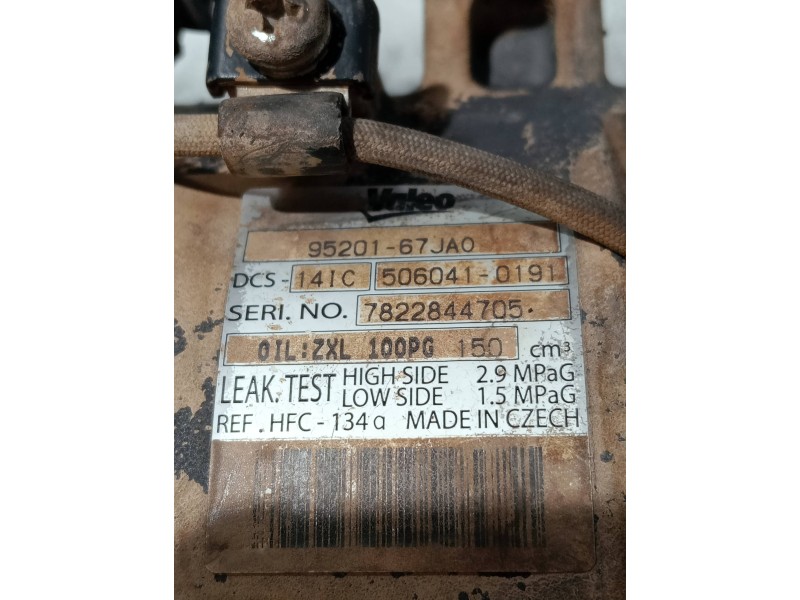 Valeo
95201-67JA0
DCS - 14IC 506041-0191
SERI. NO. 7822844705.
OIL:ZXL 100PG 150 cm³
LEAK. TEST HIGH SIDE 2.9 MPaG
LOW SIDE 1.5 MPaG
REF. HFC - 134a MADE IN CZECH